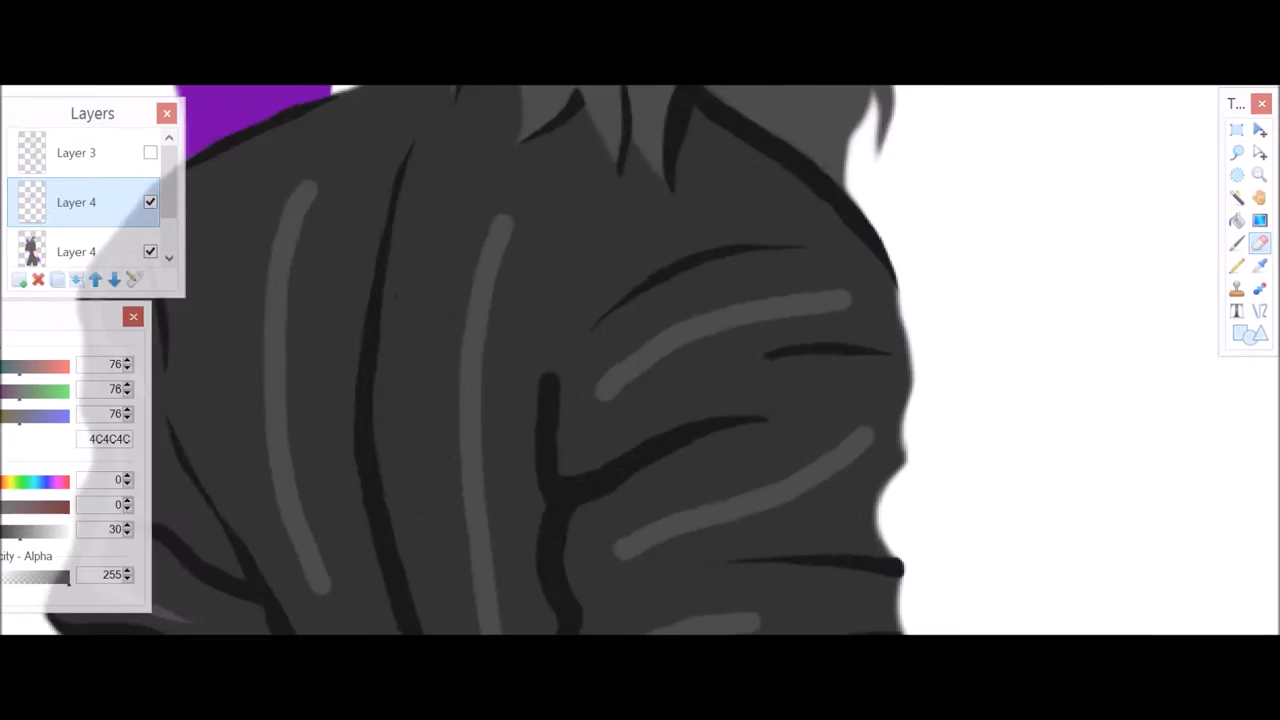 Layers
T...
Layer 3
Layer 4
Layer 4
76
76
76
4C4C4C
0
0
30
city - Alpha
255